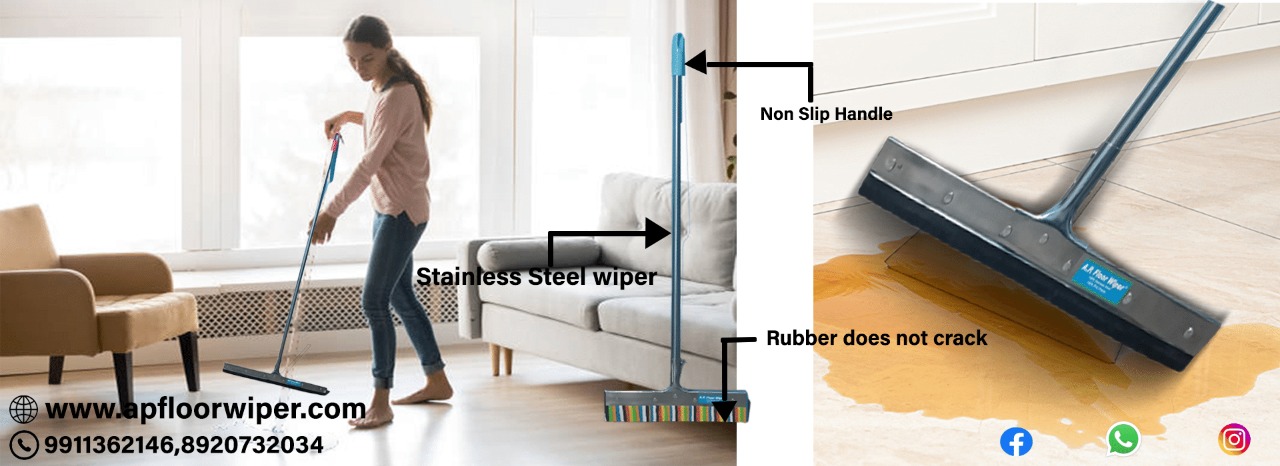 Non Slip Handle
Stainless Steel wiper
Rubber does not crack
A.P. Floor Wiper
www.apfloorwiper.com
9911362146,8920732034